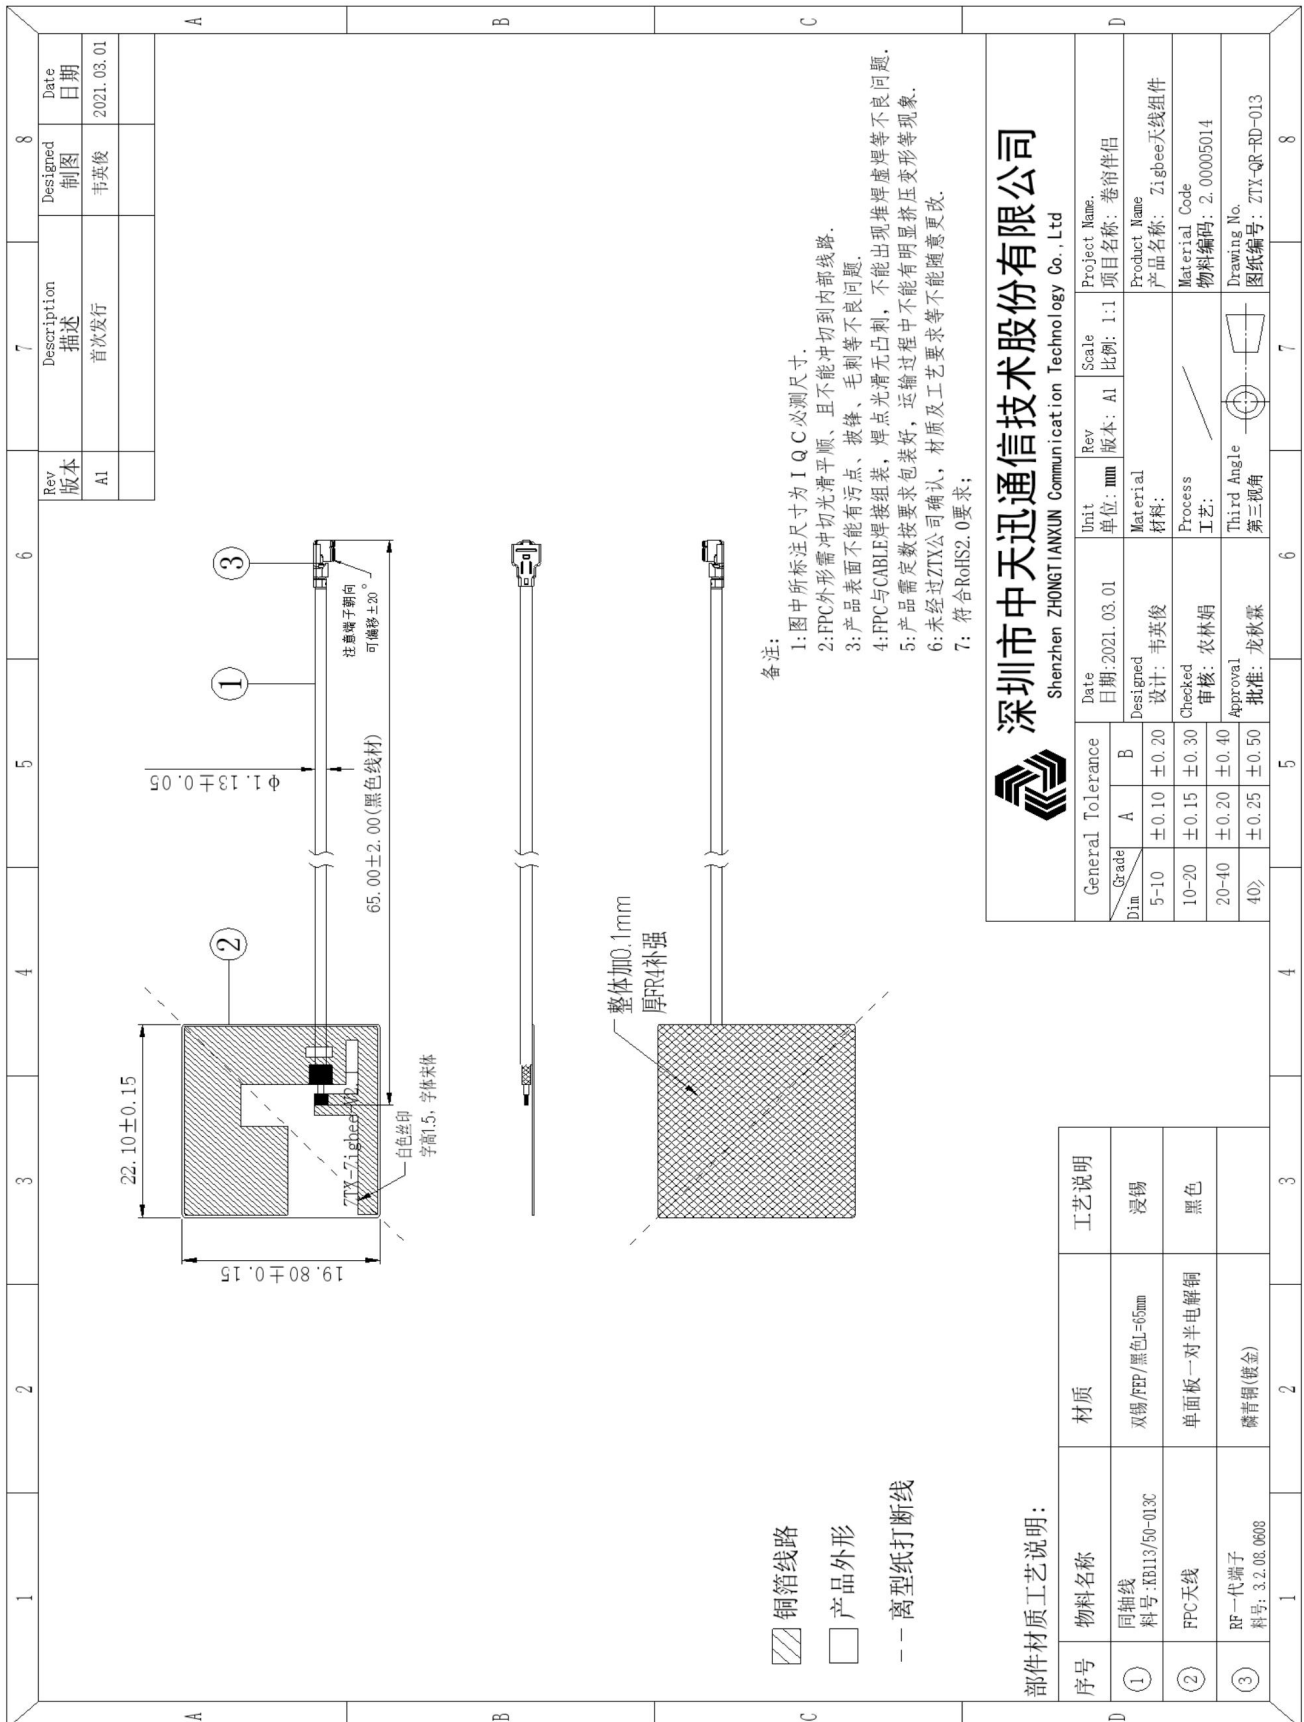 1 2 3 4 5 6 7 8
A
B
C
D
Rev 版本
Description 描述
Designed 制图
Date 日期
A1 首次发行 韦英俊 2021.03.01
22.10±0.15
19.80±0.15
ZTX-Zigbee-V2
白色丝印
字高1.5, 字体宋体
②
①
③
φ1.13±0.05
65.00±2.00(黑色线材)
注意端子朝向
可偏移±20°
整体加0.1mm
厚FR4补强
铜箔线路
产品外形
离型纸打断线
备注:
1:图中所标注尺寸为ＩＱＣ必测尺寸.
2:FPC外形需冲切光滑平顺、且不能冲切到内部线路.
3:产品表面不能有污点、披锋、毛刺等不良问题.
4:FPC与CABLE焊接组装，焊点光滑无凸刺，不能出现堆焊虚焊等不良问题.
5:产品需定数按要求包装好，运输过程中不能有明显挤压变形等现象.
6:未经过ZTX公司确认，材质及工艺要求等不能随意更改.
7: 符合RoHS2.0要求;
部件材质工艺说明:
序号 物料名称 材质 工艺说明
① 同轴线
料号:KB113/50-013C
双锡/FEP/黑色L=65mm 浸锡
② FPC天线 单面板一对半电解铜 黑色
③ RF一代端子
料号: 3.2.08.0608
磷青铜(镀金)
深圳市中天迅通信技术股份有限公司
Shenzhen ZHONGTIANXUN Communication Technology Co.,Ltd
General Tolerance
Dim Grade A B
5-10 ±0.10 ±0.20
10-20 ±0.15 ±0.30
20-40 ±0.20 ±0.40
40≥ ±0.25 ±0.50
Date
日期:2021.03.01
Unit
单位: mm
Rev
版本: A1
Scale
比例: 1:1
Project Name.
项目名称: 卷帘伴侣
Designed
设计: 韦英俊
Material
材料:
Product Name
产品名称: Zigbee天线组件
Checked
审核: 农林娟
Process
工艺:
Material Code
物料编码: 2.00005014
Approval
批准: 龙秋霖
Third Angle
第三视角
Drawing No.
图纸编号: ZTX-QR-RD-013
A
B
C
D
1 2 3 4 5 6 7 8